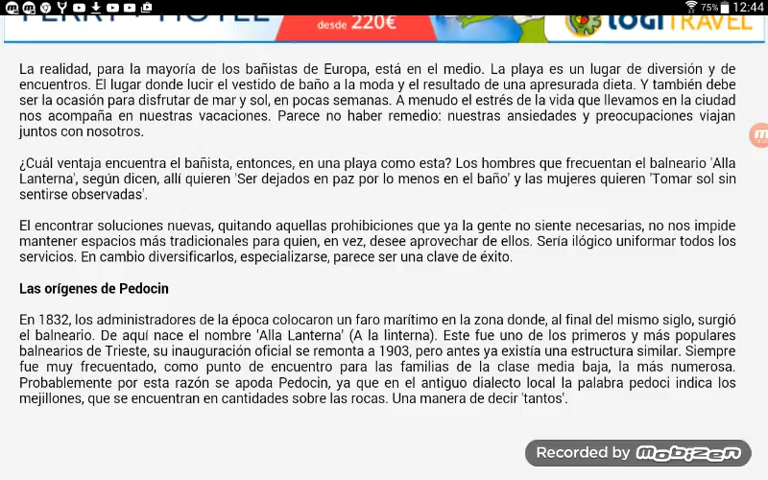 75% 12:44
FERRY + HOTEL
desde 220€
LOGITRAVEL
La realidad, para la mayoría de los bañistas de Europa, está en el medio. La playa es un lugar de diversión y de
encuentros. El lugar donde lucir el vestido de baño a la moda y el resultado de una apresurada dieta. Y también debe
ser la ocasión para disfrutar de mar y sol, en pocas semanas. A menudo el estrés de la vida que llevamos en la ciudad
nos acompaña en nuestras vacaciones. Parece no haber remedio: nuestras ansiedades y preocupaciones viajan
juntos con nosotros.
¿Cuál ventaja encuentra el bañista, entonces, en una playa como esta? Los hombres que frecuentan el balneario 'Alla
Lanterna', según dicen, allí quieren 'Ser dejados en paz por lo menos en el baño' y las mujeres quieren 'Tomar sol sin
sentirse observadas'.
El encontrar soluciones nuevas, quitando aquellas prohibiciones que ya la gente no siente necesarias, no nos impide
mantener espacios más tradicionales para quien, en vez, desee aprovechar de ellos. Sería ilógico uniformar todos los
servicios. En cambio diversificarlos, especializarse, parece ser una clave de éxito.
Las orígenes de Pedocin
En 1832, los administradores de la época colocaron un faro marítimo en la zona donde, al final del mismo siglo, surgió
el balneario. De aquí nace el nombre 'Alla Lanterna' (A la linterna). Este fue uno de los primeros y más populares
balnearios de Trieste, su inauguración oficial se remonta a 1903, pero antes ya existía una estructura similar. Siempre
fue muy frecuentado, como punto de encuentro para las familias de la clase media baja, la más numerosa.
Probablemente por esta razón se apoda Pedocin, ya que en el antiguo dialecto local la palabra pedoci indica los
mejillones, que se encuentran en cantidades sobre las rocas. Una manera de decir 'tantos'.
Recorded by mobizen